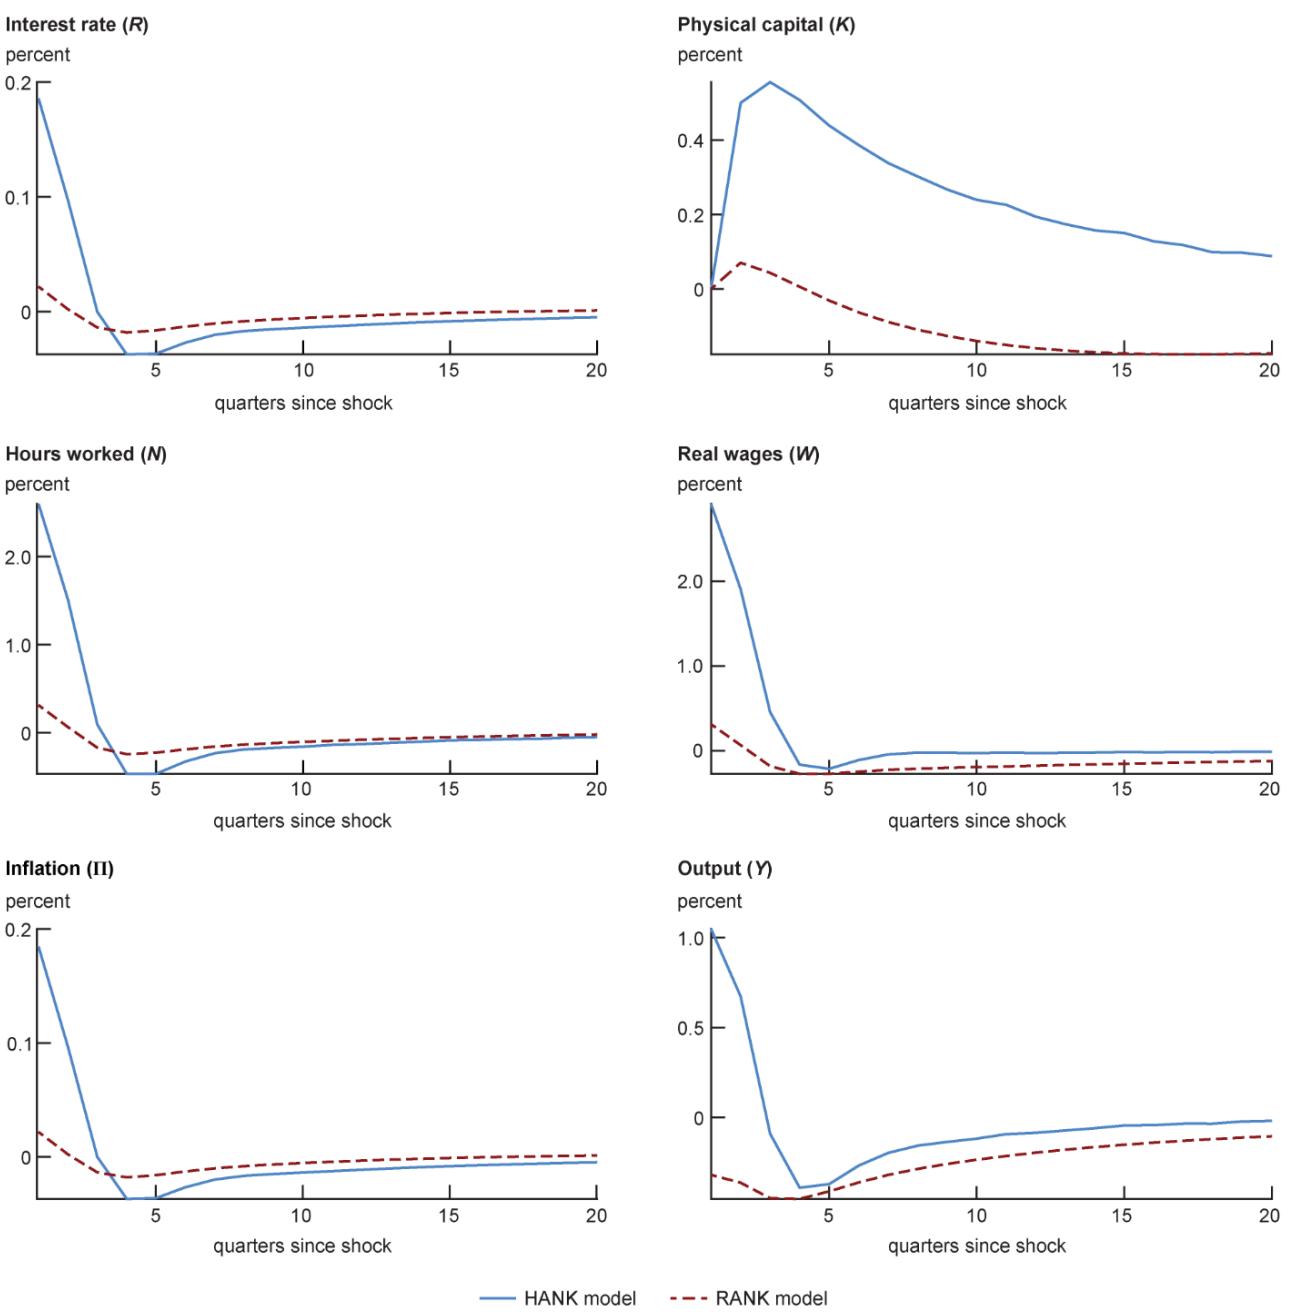 Interest rate (R)
percent
0.2
0.1
0
5 10 15 20
quarters since shock
Physical capital (K)
percent
0.4
0.2
0
5 10 15 20
quarters since shock
Hours worked (N)
percent
2.0
1.0
0
5 10 15 20
quarters since shock
Real wages (W)
percent
2.0
1.0
0
5 10 15 20
quarters since shock
Inflation (Π)
percent
0.2
0.1
0
5 10 15 20
quarters since shock
Output (Y)
percent
1.0
0.5
0
5 10 15 20
quarters since shock
HANK model RANK model